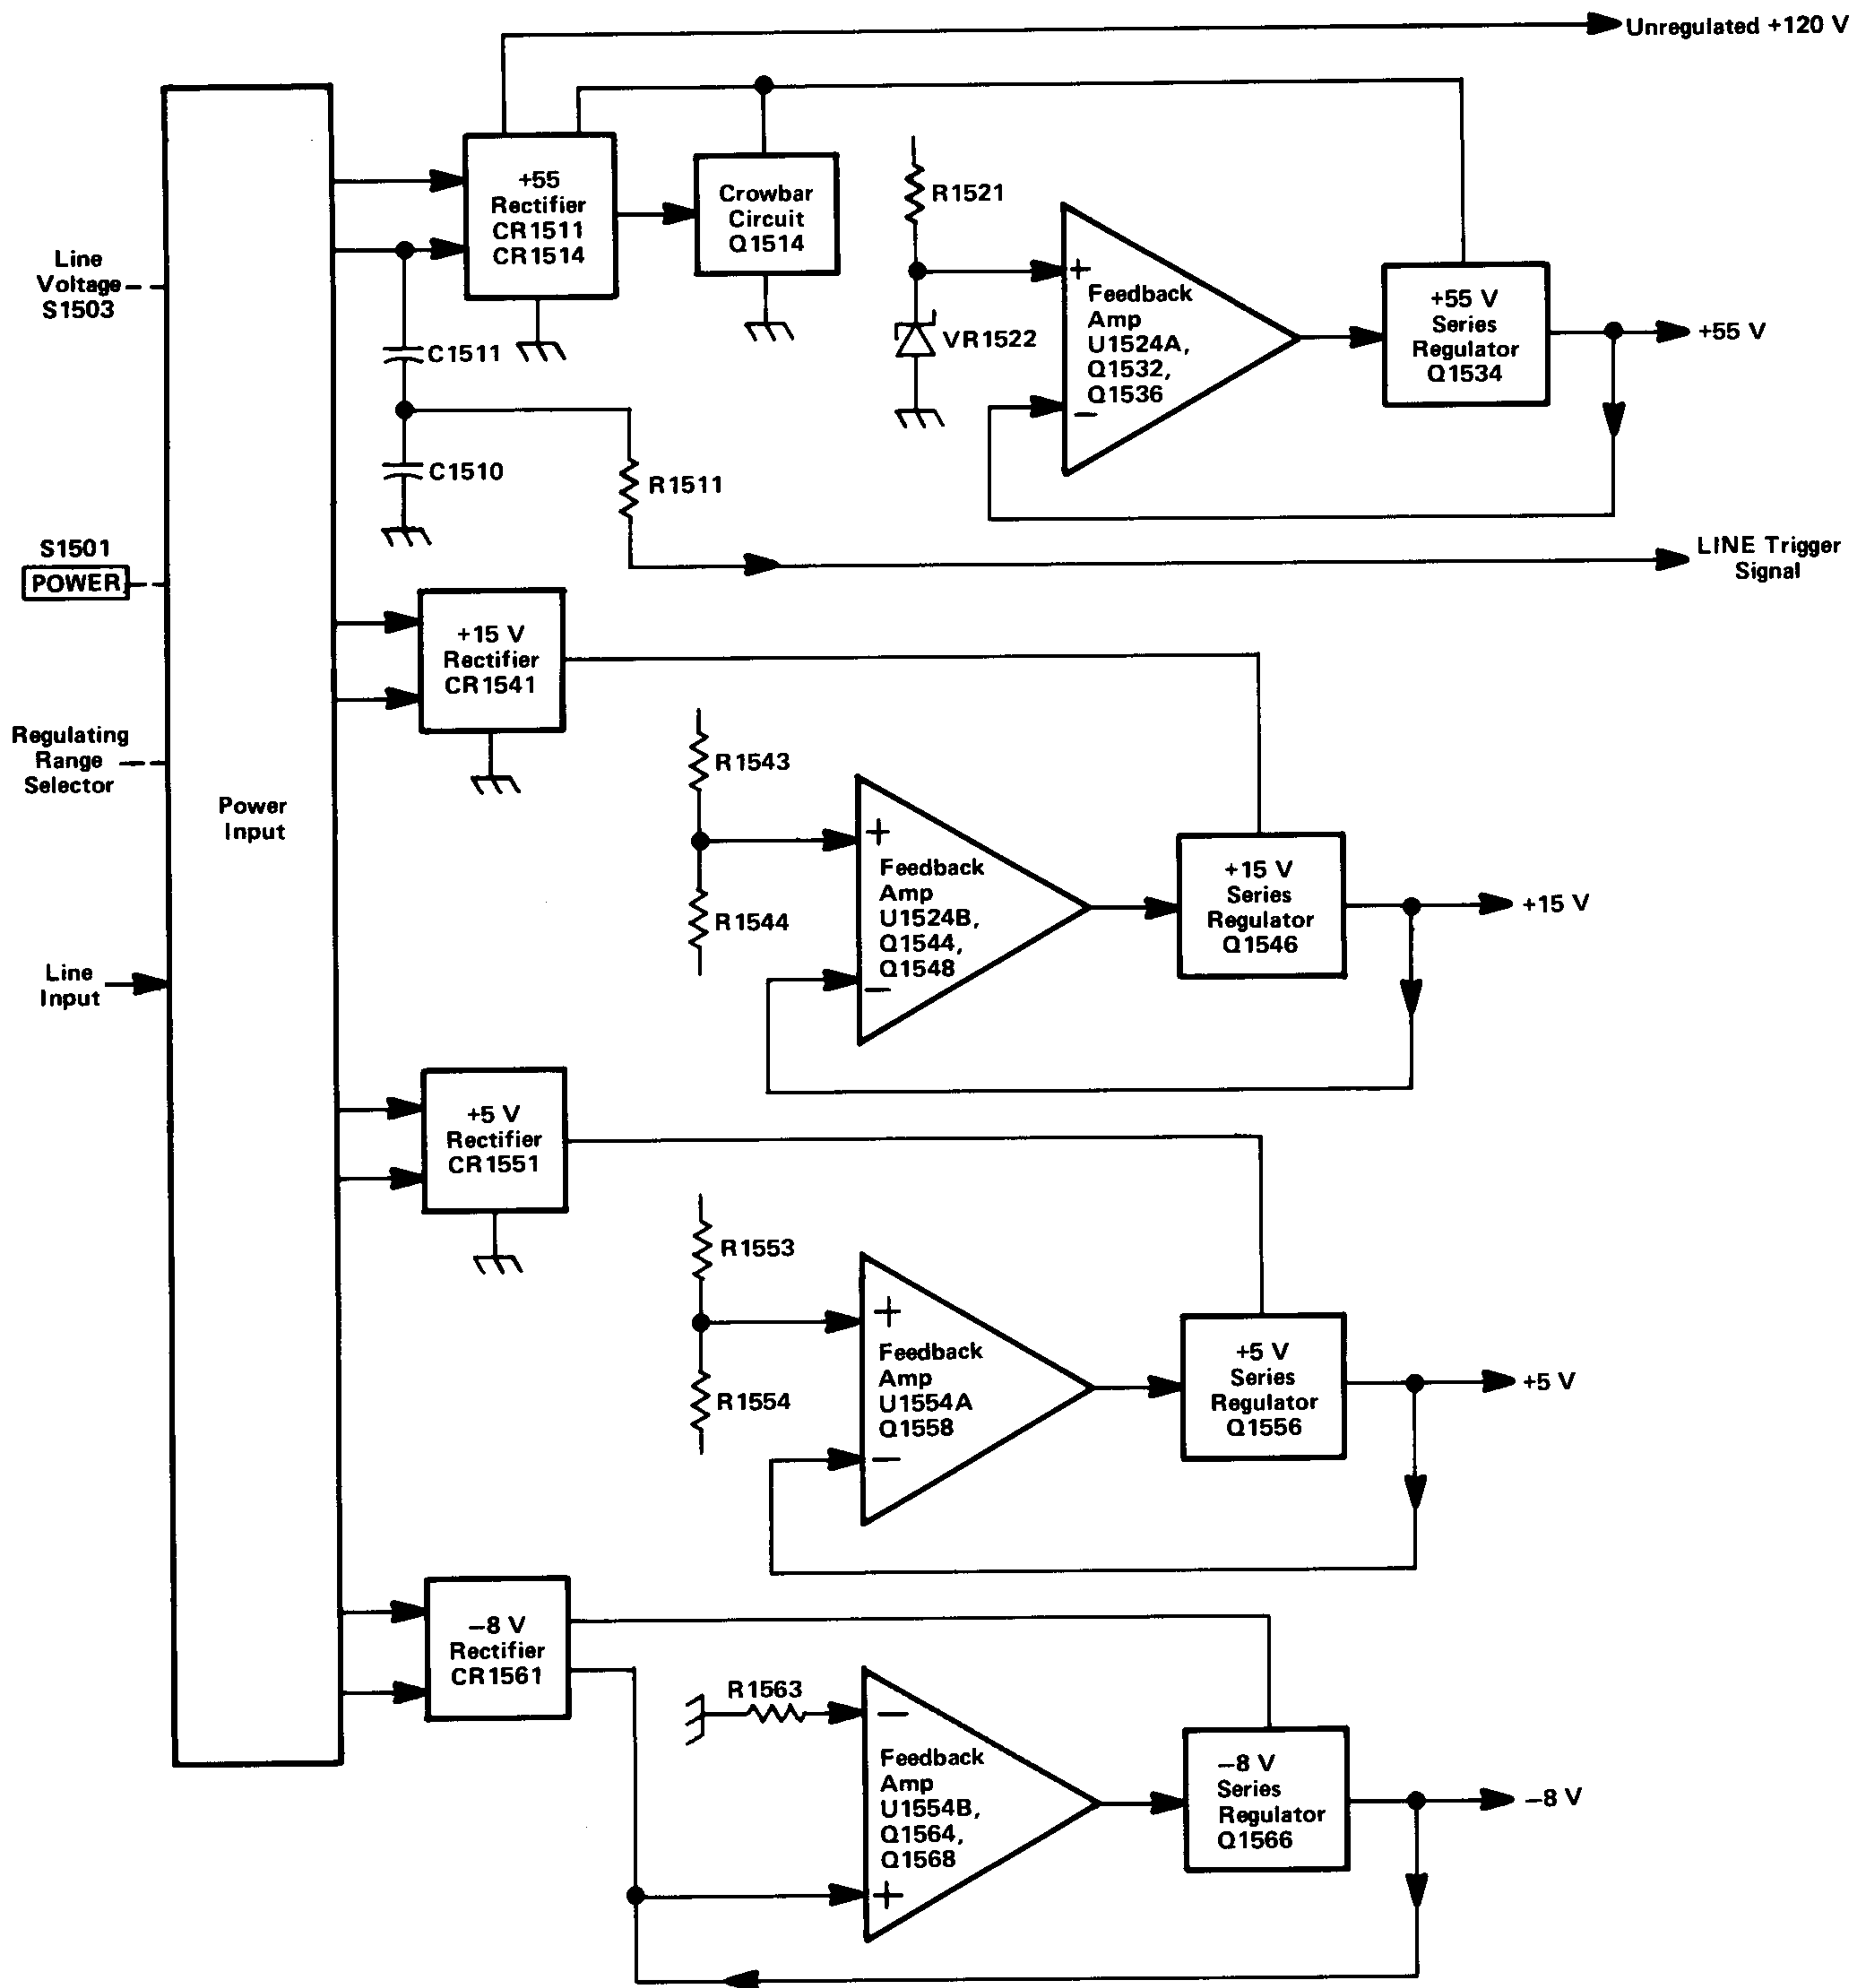 Unregulated +120 V
+55
Rectifier
CR1511
CR1514
Crowbar
Circuit
Q1514
R1521
VR1522
+
Feedback
Amp
U1524A,
Q1532,
Q1536
−
+55 V
Series
Regulator
Q1534
+55 V
Line
Voltage
S1503
C1511
C1510
R1511
LINE Trigger
Signal
S1501
POWER
+15 V
Rectifier
CR1541
Regulating
Range
Selector
Power
Input
R1543
R1544
+
Feedback
Amp
U1524B,
Q1544,
Q1548
−
+15 V
Series
Regulator
Q1546
+15 V
Line
Input
+5 V
Rectifier
CR1551
R1553
R1554
+
Feedback
Amp
U1554A
Q1558
−
+5 V
Series
Regulator
Q1556
+5 V
−8 V
Rectifier
CR1561
R1563
−
Feedback
Amp
U1554B,
Q1564,
Q1568
+
−8 V
Series
Regulator
Q1566
−8 V